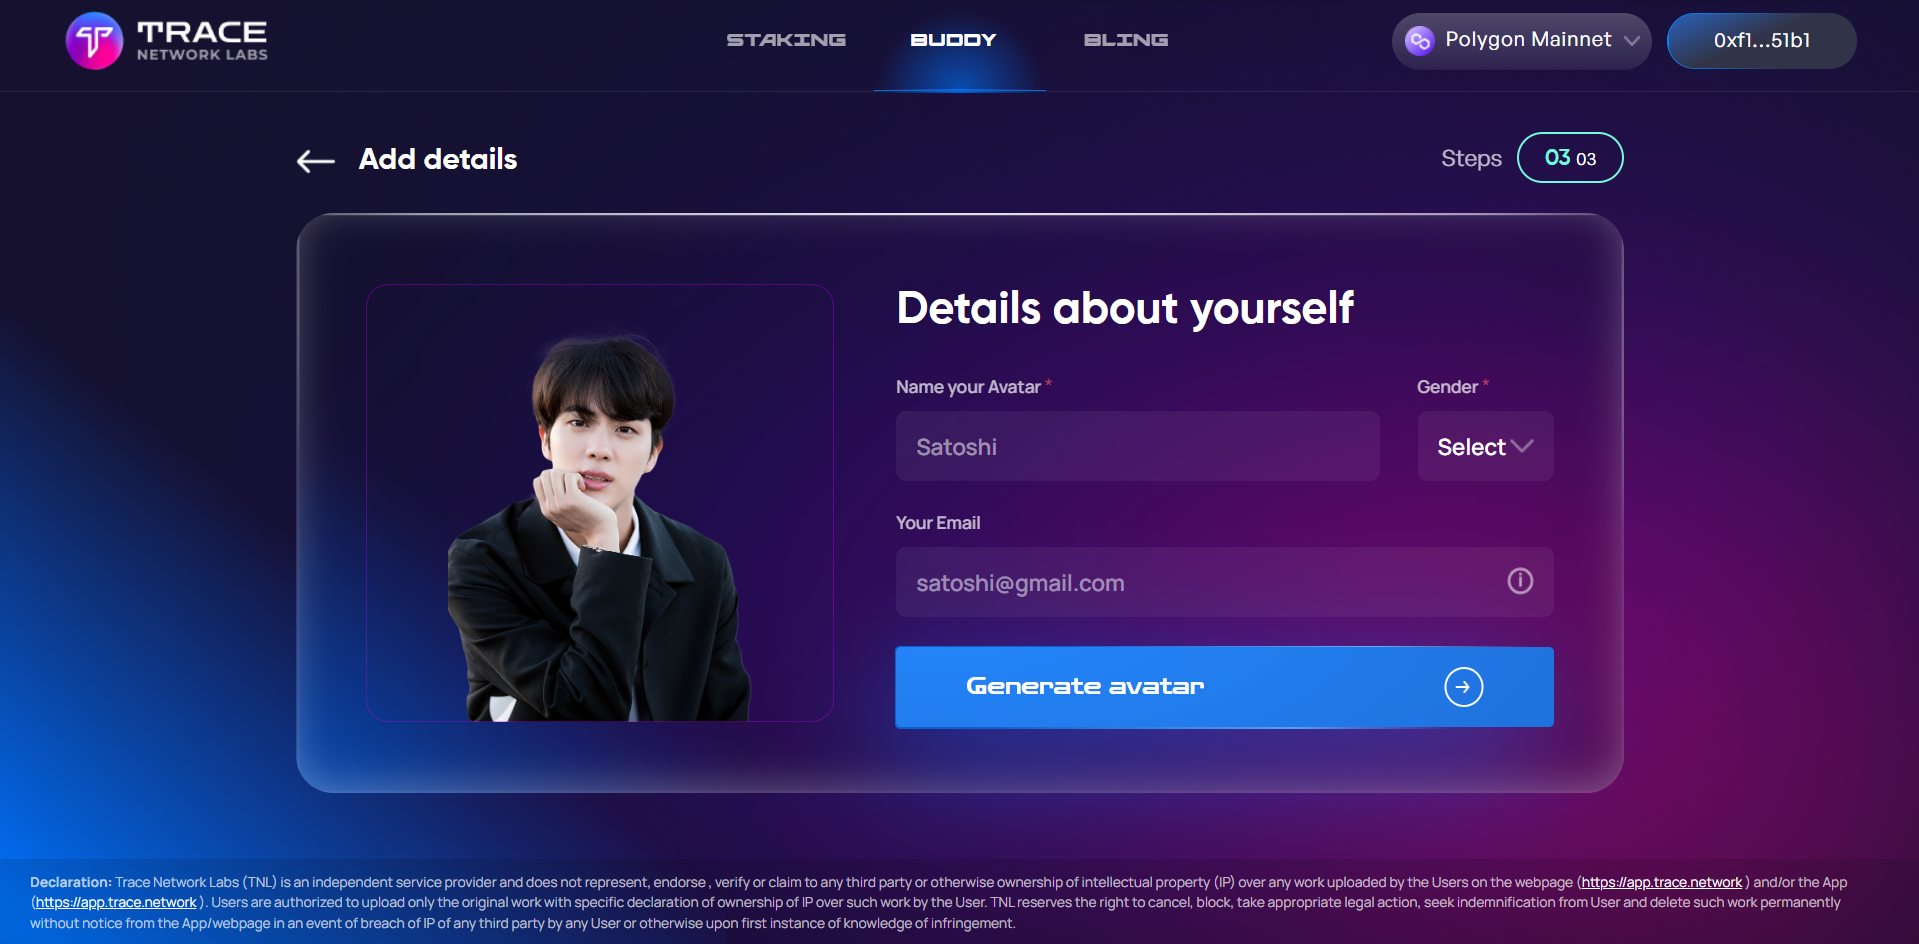 TRACE
NETWORK LABS
STAKING
BUDDY
BLING
Polygon Mainnet
0xf1...51b1
Add details
Steps
03 03
Details about yourself
Name your Avatar *
Gender *
Satoshi
Select
Your Email
satoshi@gmail.com
Generate avatar
Declaration: Trace Network Labs (TNL) is an independent service provider and does not represent, endorse , verify or claim to any third party or otherwise ownership of intellectual property (IP) over any work uploaded by the Users on the webpage (https://app.trace.network ) and/or the App
(https://app.trace.network ). Users are authorized to upload only the original work with specific declaration of ownership of IP over such work by the User. TNL reserves the right to cancel, block, take appropriate legal action, seek indemnification from User and delete such work permanently
without notice from the App/webpage in an event of breach of IP of any third party by any User or otherwise upon first instance of knowledge of infringement.